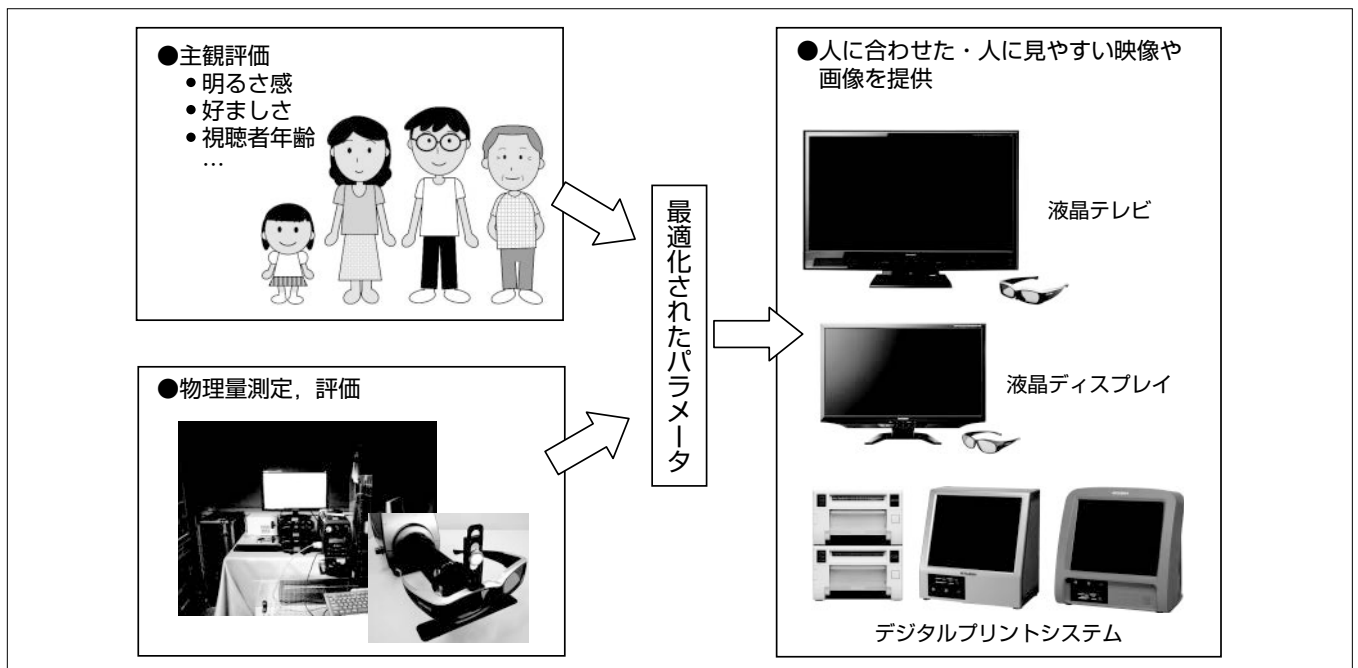 ●主観評価
•明るさ感
•好ましさ
•視聴者年齢
…
●物理量測定，評価
最適化されたパラメータ
●人に合わせた・人に見やすい映像や
画像を提供
液晶テレビ
液晶ディスプレイ
デジタルプリントシステム